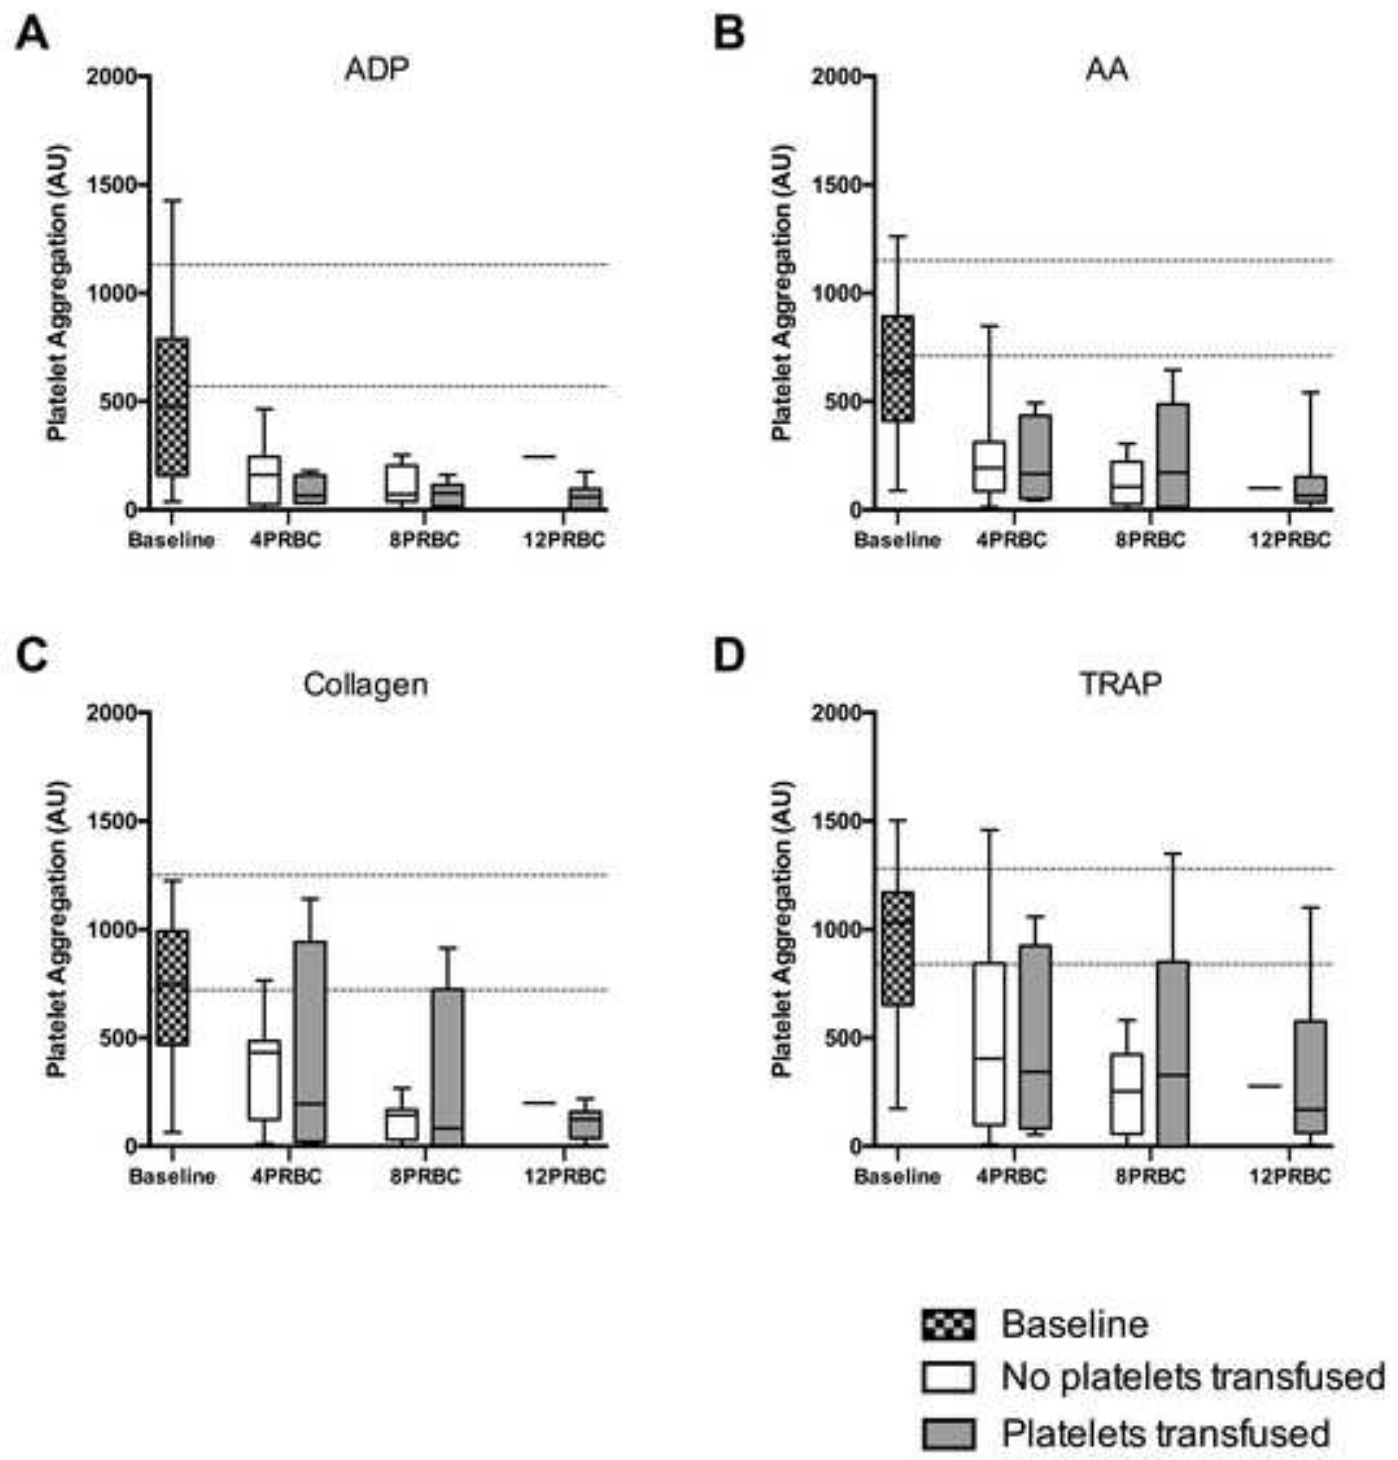 A
ADP
Platelet Aggregation (AU)
2000
1500
1000
500
0
Baseline 4PRBC 8PRBC 12PRBC
B
AA
Platelet Aggregation (AU)
2000
1500
1000
500
0
Baseline 4PRBC 8PRBC 12PRBC
C
Collagen
Platelet Aggregation (AU)
2000
1500
1000
500
0
Baseline 4PRBC 8PRBC 12PRBC
D
TRAP
Platelet Aggregation (AU)
2000
1500
1000
500
0
Baseline 4PRBC 8PRBC 12PRBC
Baseline
No platelets transfused
Platelets transfused